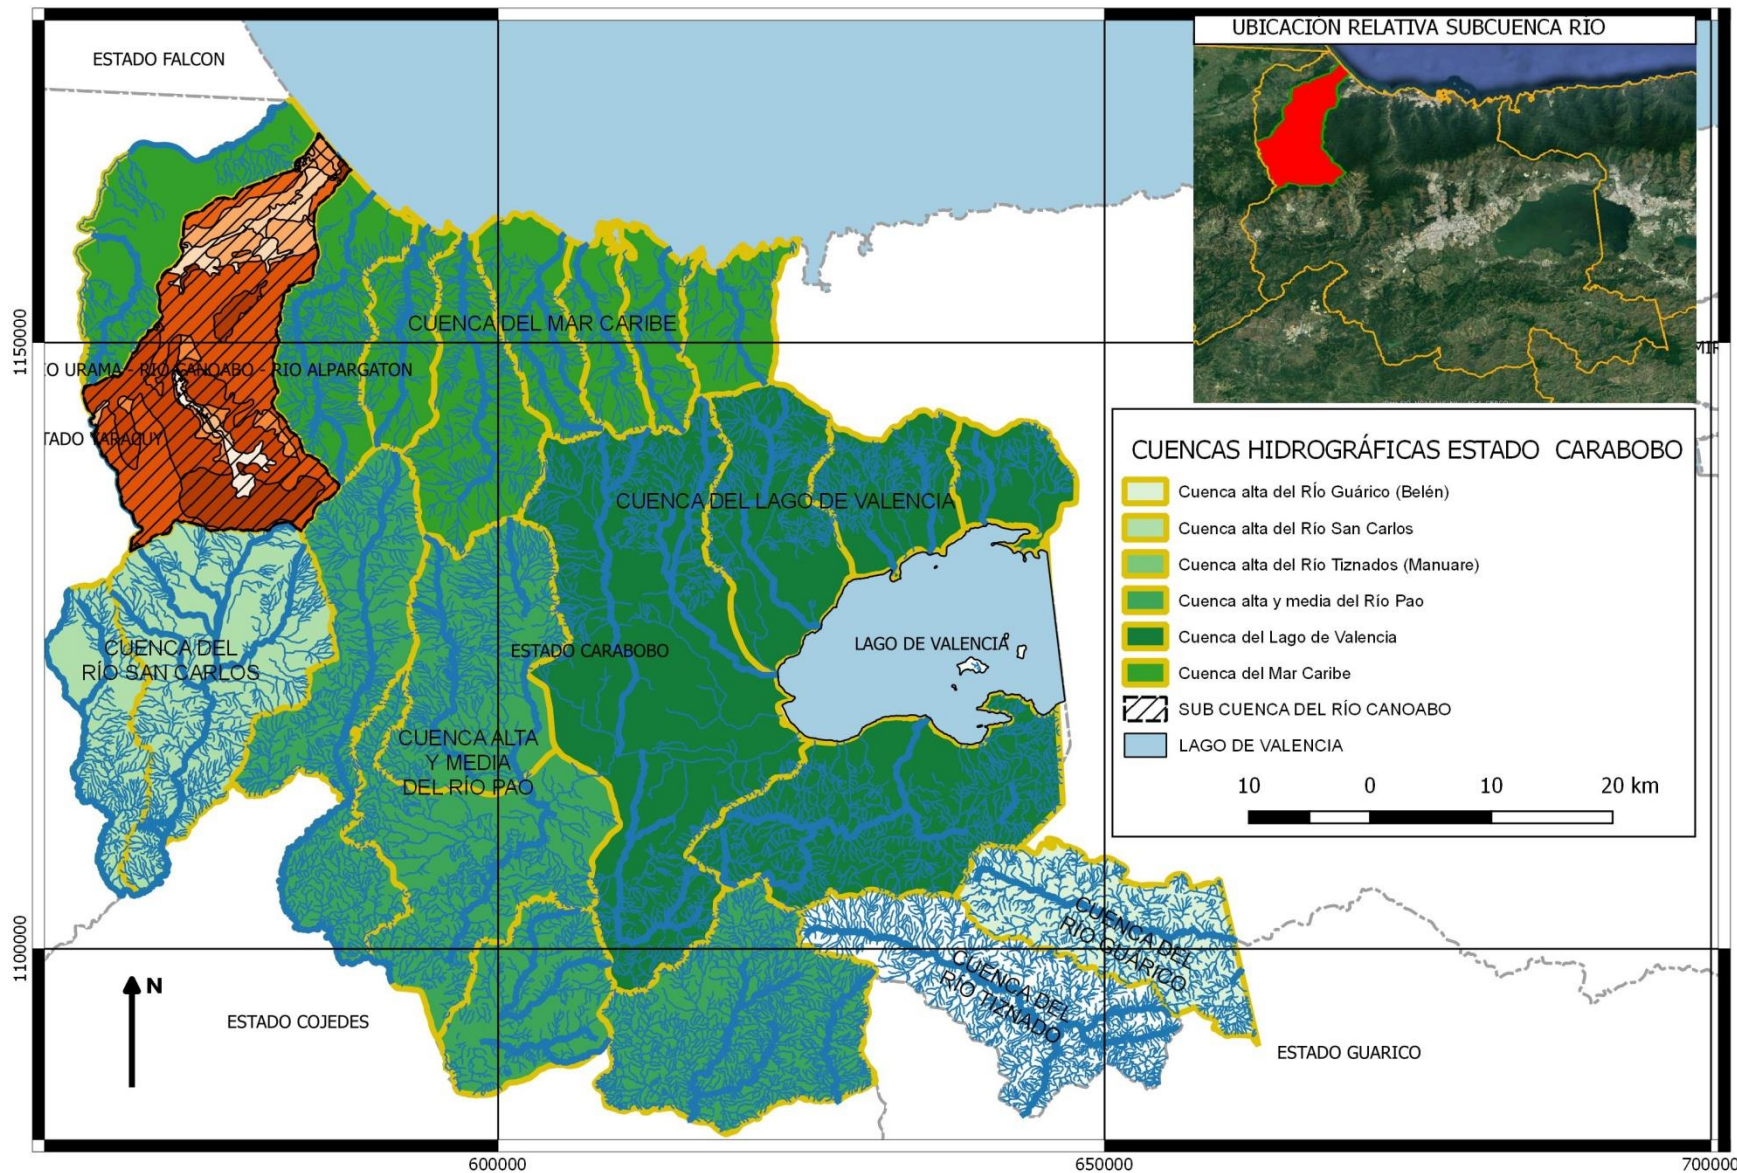 UBICACIÓN RELATIVA SUBCUENCA RÍO
ESTADO FALCON
CUENCA DEL MAR CARIBE
O URAMA - RIO CANOABO - RIO ALPARGATON
TADO YARAQUY
CUENCA DEL LAGO DE VALENCIA
LAGO DE VALENCIA
ESTADO CARABOBO
CUENCA DEL
RÍO SAN CARLOS
CUENCA ALTA
Y MEDIA
DEL RÍO PAO
CUENCA DEL
RÍO GUÁRICO
CUENCA DEL
RÍO TIZNADO
ESTADO COJEDES
ESTADO GUARICO
N
CUENCAS HIDROGRÁFICAS ESTADO CARABOBO
Cuenca alta del Río Guárico (Belén)
Cuenca alta del Río San Carlos
Cuenca alta del Río Tiznados (Manuare)
Cuenca alta y media del Río Pao
Cuenca del Lago de Valencia
Cuenca del Mar Caribe
SUB CUENCA DEL RÍO CANOABO
LAGO DE VALENCIA
10 0 10 20 km
1150000
1100000
600000
650000
700000